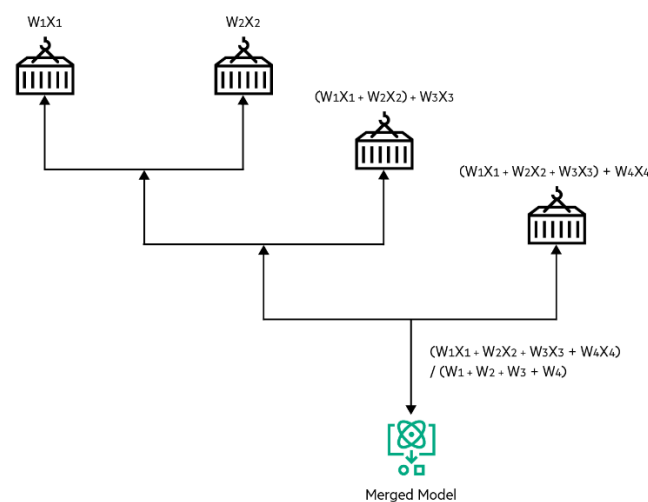 W1X1
W2X2
(W1X1 + W2X2) + W3X3
(W1X1 + W2X2 + W3X3) + W4X4
(W1X1 + W2X2 + W3X3 + W4X4)
/ (W1 + W2 + W3 + W4)
Merged Model